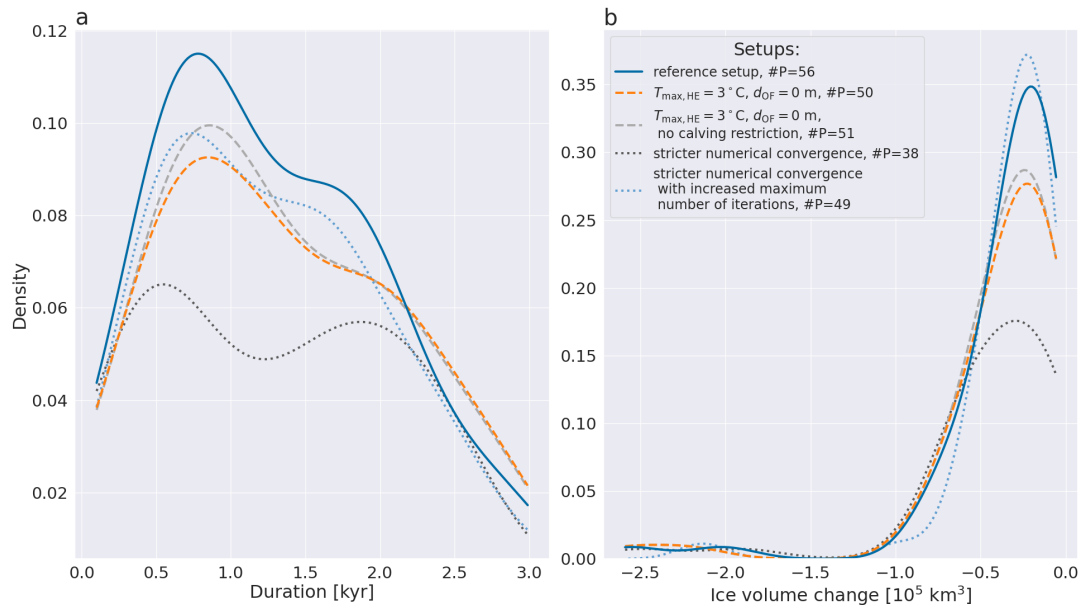 a
b
0.12
0.10
0.08
0.06
0.04
0.02
Density
0.0
0.5
1.0
1.5
2.0
2.5
3.0
Duration [kyr]
0.35
0.30
0.25
0.20
0.15
0.10
0.05
0.00
Setups:
reference setup, #P=56
T_max,HE = 3°C, d_OF = 0 m, #P=50
T_max,HE = 3°C, d_OF = 0 m,
no calving restriction, #P=51
stricter numerical convergence, #P=38
stricter numerical convergence
with increased maximum
number of iterations, #P=49
−2.5
−2.0
−1.5
−1.0
−0.5
0.0
Ice volume change [10⁵ km³]